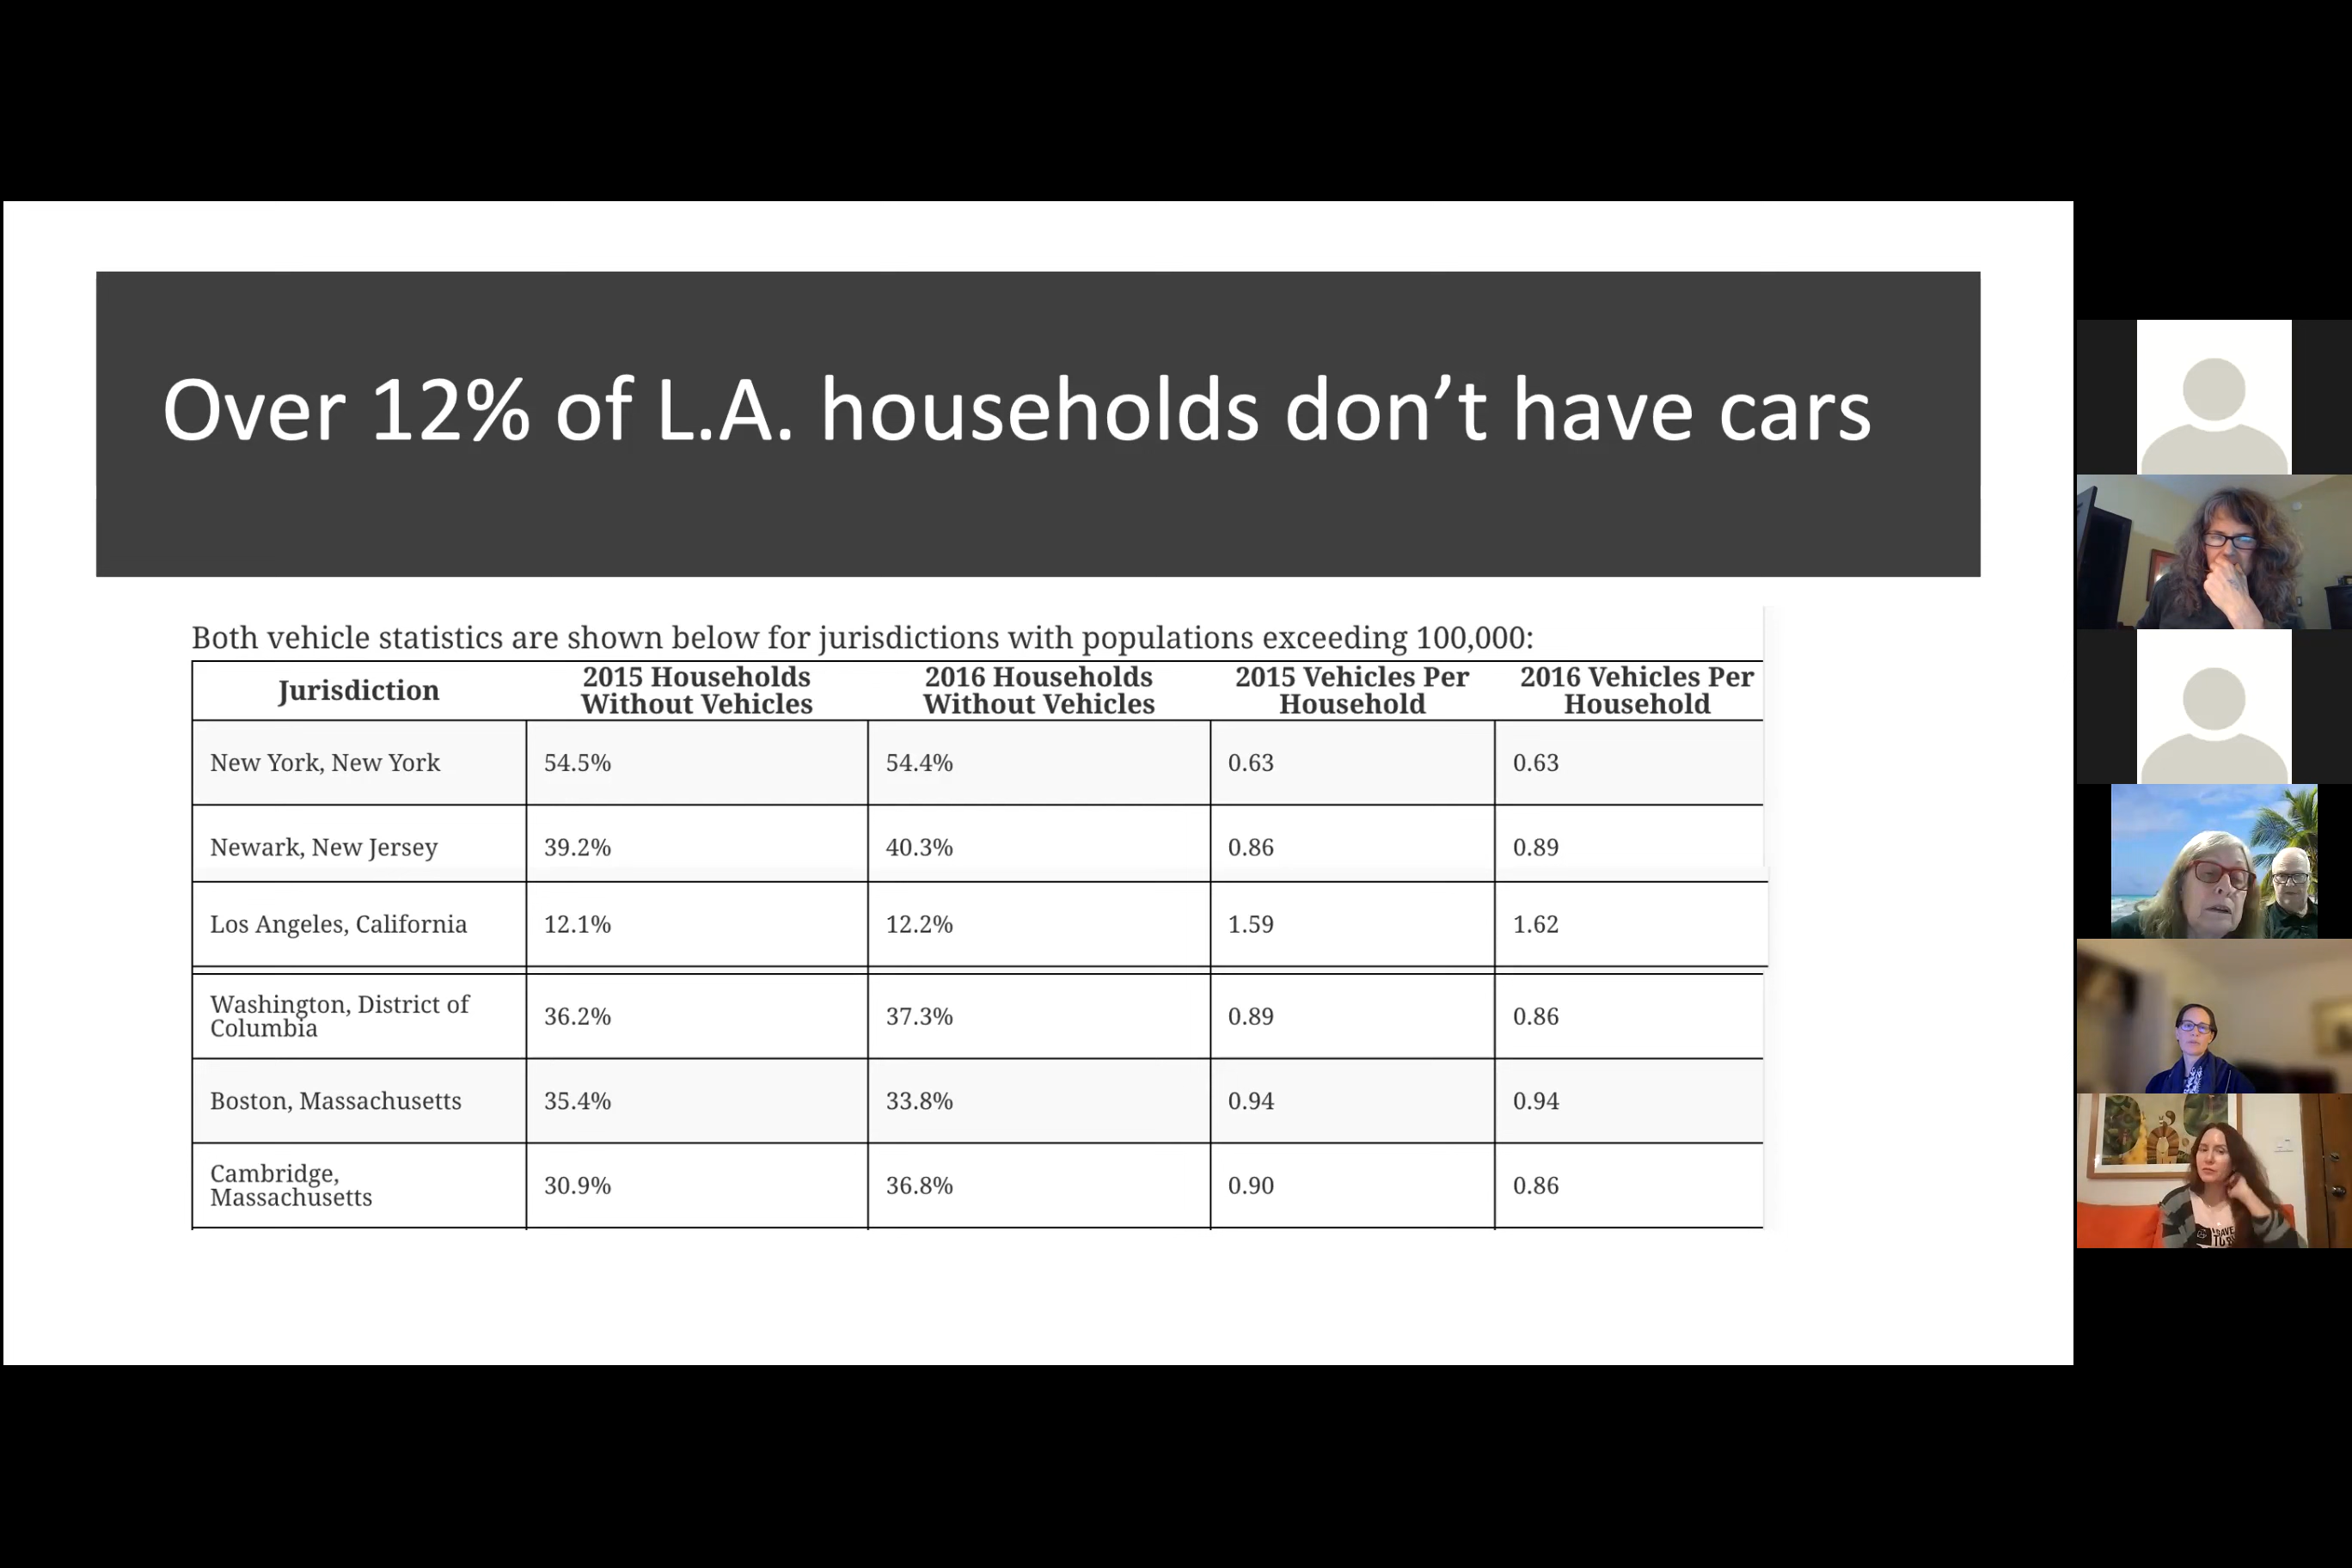 Over 12% of L.A. households don’t have cars
Both vehicle statistics are shown below for jurisdictions with populations exceeding 100,000:
Jurisdiction 2015 Households Without Vehicles 2016 Households Without Vehicles 2015 Vehicles Per Household 2016 Vehicles Per Household
New York, New York 54.5% 54.4% 0.63 0.63
Newark, New Jersey 39.2% 40.3% 0.86 0.89
Los Angeles, California 12.1% 12.2% 1.59 1.62
Washington, District of Columbia 36.2% 37.3% 0.89 0.86
Boston, Massachusetts 35.4% 33.8% 0.94 0.94
Cambridge, Massachusetts 30.9% 36.8% 0.90 0.86